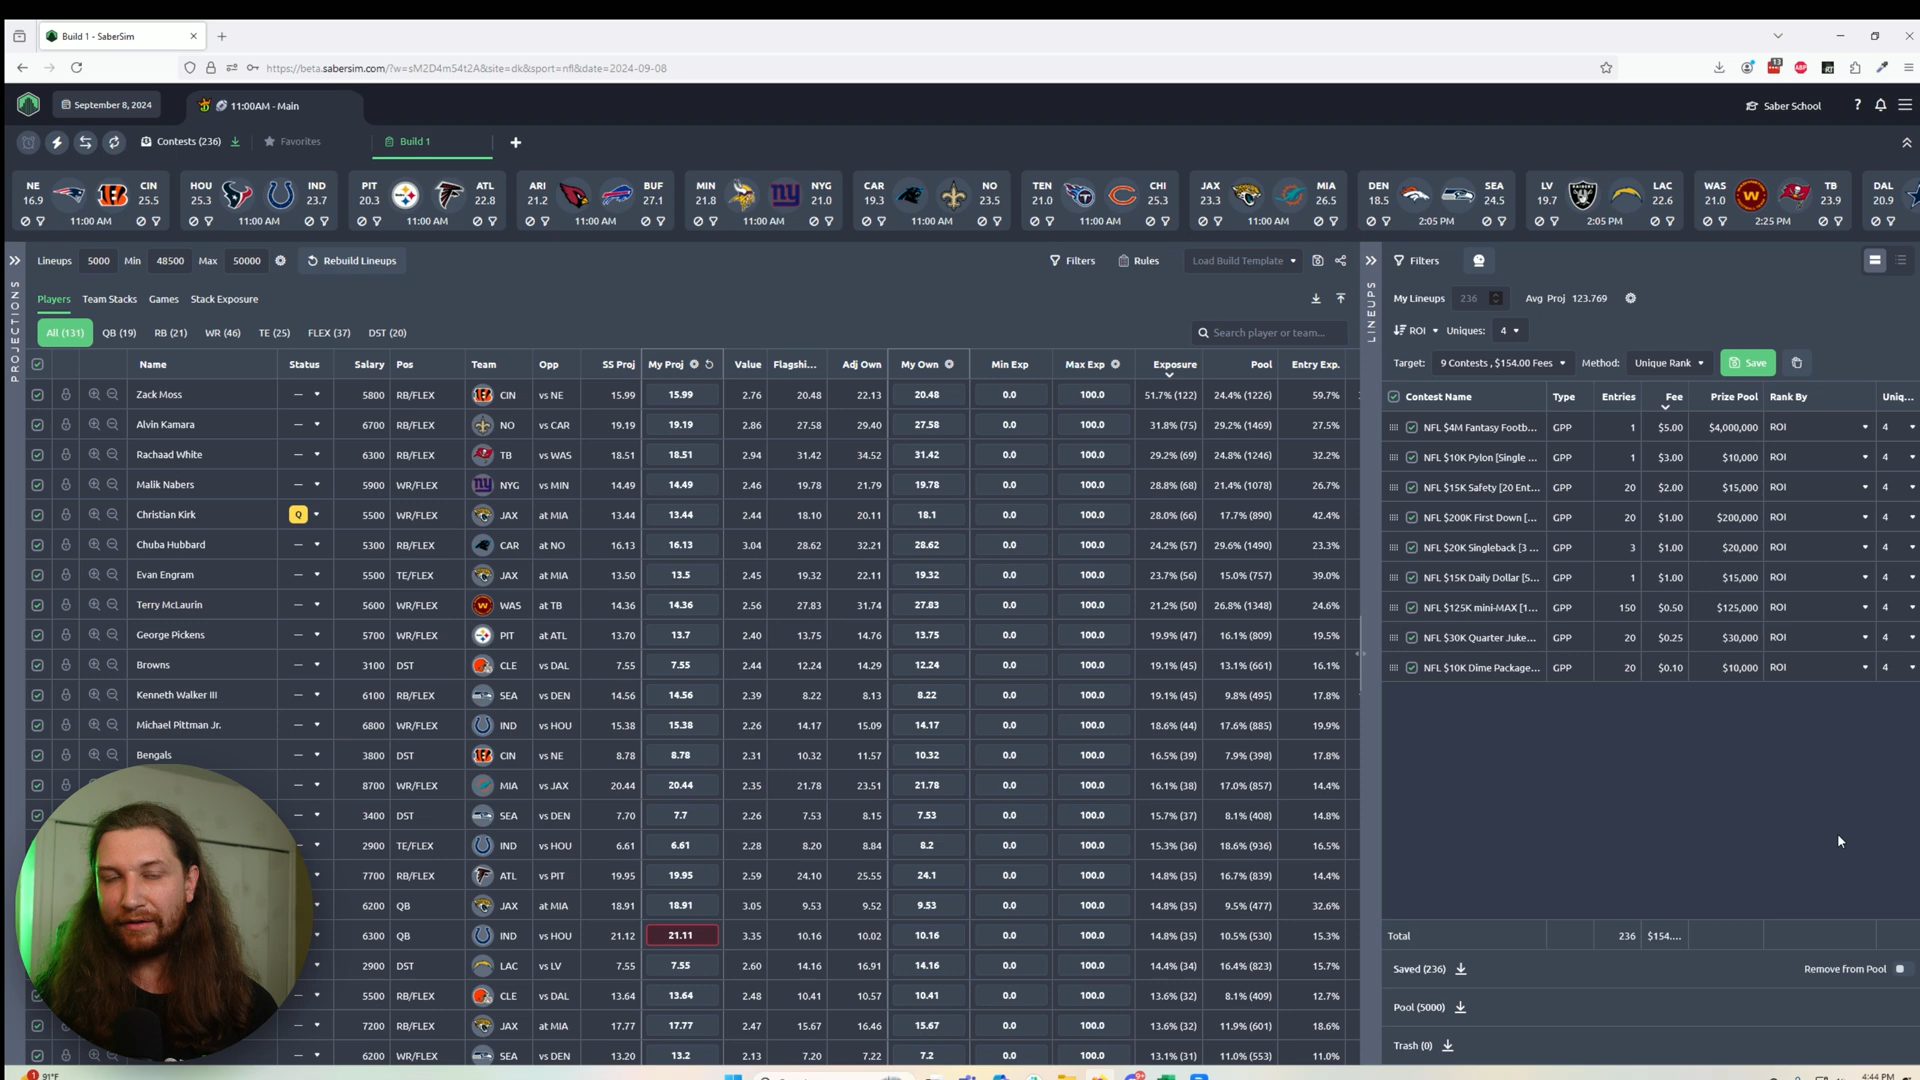 Build 1 - SaberSim
https://beta.sabersim.com/?w=sM2D4m54t2A&site=dk&sport=nfl&date=2024-09-08
13
ABP
September 8, 2024
11:00AM - Main
Saber School
?
Contests (236)
Favorites
Build 1
NE 16.9 CIN 25.5 11:00 AM
HOU 25.3 IND 23.7 11:00 AM
PIT 20.3 ATL 22.8 11:00 AM
ARI 21.2 BUF 27.1 11:00 AM
MIN 21.8 NYG 21.0 11:00 AM
CAR 19.3 NO 23.5 11:00 AM
TEN 21.0 CHI 25.3 11:00 AM
JAX 23.3 MIA 26.5 11:00 AM
DEN 18.5 SEA 24.5 2:05 PM
LV 19.7 LAC 22.6 2:05 PM
WAS 21.0 TB 23.9 2:25 PM
DAL 20.9
PROJECTIONS
Lineups 5000 Min 48500 Max 50000 Rebuild Lineups Filters Rules Load Build Template
Players Team Stacks Games Stack Exposure
All (131) QB (19) RB (21) WR (46) TE (25) FLEX (37) DST (20) Search player or team...
Name Status Salary Pos Team Opp SS Proj My Proj Value Flagshi... Adj Own My Own Min Exp Max Exp Exposure Pool Entry Exp.
Zack Moss — 5800 RB/FLEX CIN vs NE 15.99 15.99 2.76 20.48 22.13 20.48 0.0 100.0 51.7% (122) 24.4% (1226) 59.7%
Alvin Kamara — 6700 RB/FLEX NO vs CAR 19.19 19.19 2.86 27.58 29.40 27.58 0.0 100.0 31.8% (75) 29.2% (1469) 27.5%
Rachaad White — 6300 RB/FLEX TB vs WAS 18.51 18.51 2.94 31.42 34.52 31.42 0.0 100.0 29.2% (69) 24.8% (1246) 32.2%
Malik Nabers — 5900 WR/FLEX NYG vs MIN 14.49 14.49 2.46 19.78 21.79 19.78 0.0 100.0 28.8% (68) 21.4% (1078) 26.7%
Christian Kirk Q 5500 WR/FLEX JAX at MIA 13.44 13.44 2.44 18.10 20.11 18.1 0.0 100.0 28.0% (66) 17.7% (890) 42.4%
Chuba Hubbard — 5300 RB/FLEX CAR at NO 16.13 16.13 3.04 28.62 32.21 28.62 0.0 100.0 24.2% (57) 29.6% (1490) 23.3%
Evan Engram — 5500 TE/FLEX JAX at MIA 13.50 13.5 2.45 19.32 22.11 19.32 0.0 100.0 23.7% (56) 15.0% (757) 39.0%
Terry McLaurin — 5600 WR/FLEX WAS at TB 14.36 14.36 2.56 27.83 31.74 27.83 0.0 100.0 21.2% (50) 26.8% (1348) 24.6%
George Pickens — 5700 WR/FLEX PIT at ATL 13.70 13.7 2.40 13.75 14.76 13.75 0.0 100.0 19.9% (47) 16.1% (809) 19.5%
Browns — 3100 DST CLE vs DAL 7.55 7.55 2.44 12.24 14.29 12.24 0.0 100.0 19.1% (45) 13.1% (661) 16.1%
Kenneth Walker III — 6100 RB/FLEX SEA vs DEN 14.56 14.56 2.39 8.22 8.13 8.22 0.0 100.0 19.1% (45) 9.8% (495) 17.8%
Michael Pittman Jr. — 6800 WR/FLEX IND vs HOU 15.38 15.38 2.26 14.17 15.09 14.17 0.0 100.0 18.6% (44) 17.6% (885) 19.9%
Bengals — 3800 DST CIN vs NE 8.78 8.78 2.31 10.32 11.57 10.32 0.0 100.0 16.5% (39) 7.9% (398) 17.8%
— 8700 WR/FLEX MIA vs JAX 20.44 20.44 2.35 21.78 23.51 21.78 0.0 100.0 16.1% (38) 17.0% (857) 14.4%
— 3400 DST SEA vs DEN 7.70 7.7 2.26 7.53 8.15 7.53 0.0 100.0 15.7% (37) 8.1% (408) 14.8%
2900 TE/FLEX IND vs HOU 6.61 6.61 2.28 8.20 8.84 8.2 0.0 100.0 15.3% (36) 18.6% (936) 16.5%
7700 RB/FLEX ATL vs PIT 19.95 19.95 2.59 24.10 25.55 24.1 0.0 100.0 14.8% (35) 16.7% (839) 14.4%
6200 QB JAX at MIA 18.91 18.91 3.05 9.53 9.52 9.53 0.0 100.0 14.8% (35) 9.5% (477) 32.6%
6300 QB IND vs HOU 21.12 21.11 3.35 10.16 10.02 10.16 0.0 100.0 14.8% (35) 10.5% (530) 15.3%
2900 DST LAC vs LV 7.55 7.55 2.60 14.16 16.91 14.16 0.0 100.0 14.4% (34) 16.4% (823) 15.7%
5500 RB/FLEX CLE vs DAL 13.64 13.64 2.48 10.41 10.57 10.41 0.0 100.0 13.6% (32) 8.1% (409) 12.7%
— 7200 RB/FLEX JAX at MIA 17.77 17.77 2.47 15.67 16.46 15.67 0.0 100.0 13.6% (32) 11.9% (601) 18.6%
— 6200 WR/FLEX SEA vs DEN 13.20 13.2 2.13 7.20 7.22 7.2 0.0 100.0 13.1% (31) 11.0% (553) 11.0%
LINEUPS
Filters
My Lineups 236 Avg Proj 123.769
ROI Uniques: 4
Target: 9 Contests , $154.00 Fees Method: Unique Rank Save
Contest Name Type Entries Fee Prize Pool Rank By Uniq...
NFL $4M Fantasy Footb... GPP 1 $5.00 $4,000,000 ROI 4
NFL $10K Pylon [Single ... GPP 1 $3.00 $10,000 ROI 4
NFL $15K Safety [20 Ent... GPP 20 $2.00 $15,000 ROI 4
NFL $200K First Down [... GPP 20 $1.00 $200,000 ROI 4
NFL $20K Singleback [3 ... GPP 3 $1.00 $20,000 ROI 4
NFL $15K Daily Dollar [S... GPP 1 $1.00 $15,000 ROI 4
NFL $125K mini-MAX [1... GPP 150 $0.50 $125,000 ROI 4
NFL $30K Quarter Juke... GPP 20 $0.25 $30,000 ROI 4
NFL $10K Dime Package... GPP 20 $0.10 $10,000 ROI 4
Total 236 $154....
Saved (236) Remove from Pool
Pool (5000)
Trash (0)
1 91°F
9+
4:44 PM